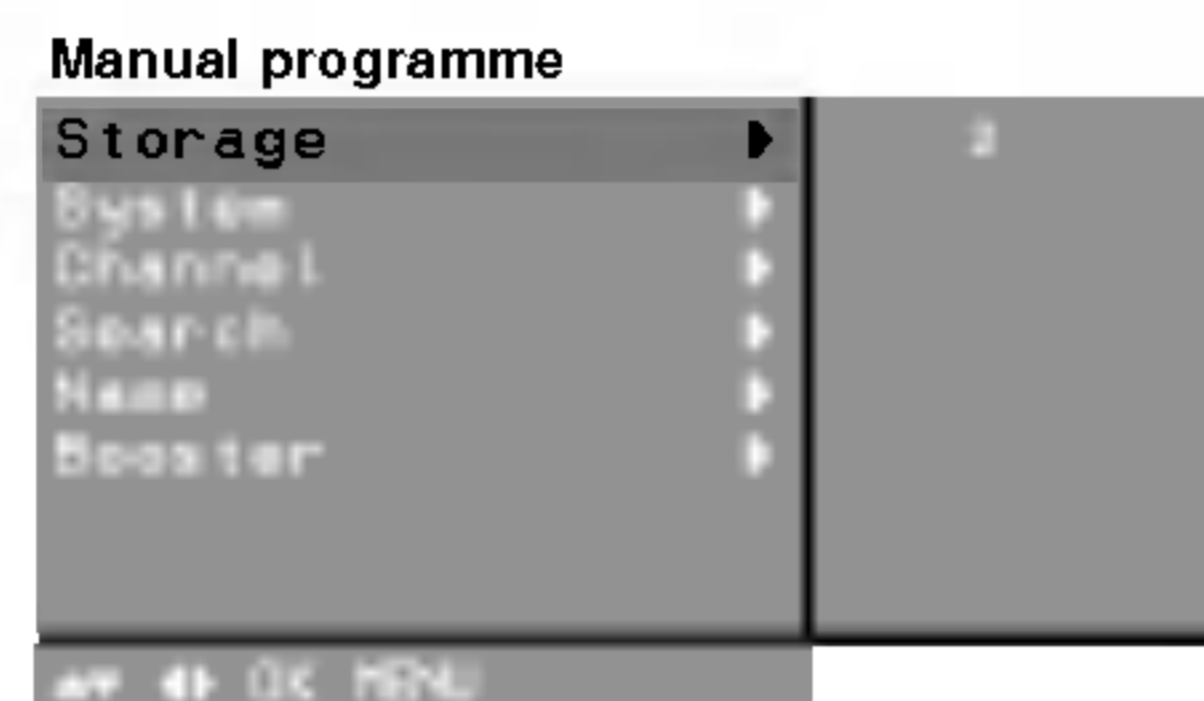 Manual programme
Storage
System
Channel
Search
Name
Booster
OK MENU